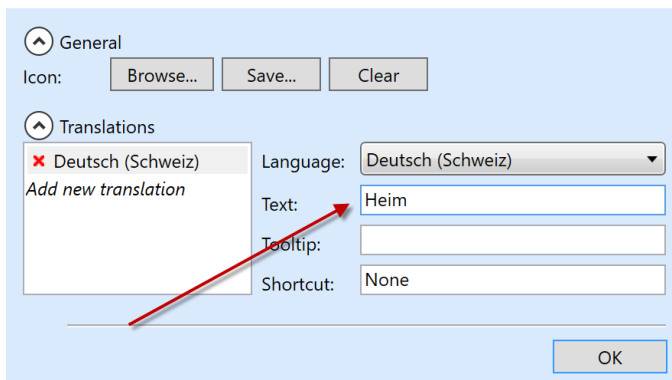 General
Icon: Browse... Save... Clear
Translations
Deutsch (Schweiz) Language: Deutsch (Schweiz)
Add new translation
Text: Heim
Tooltip:
Shortcut: None
OK